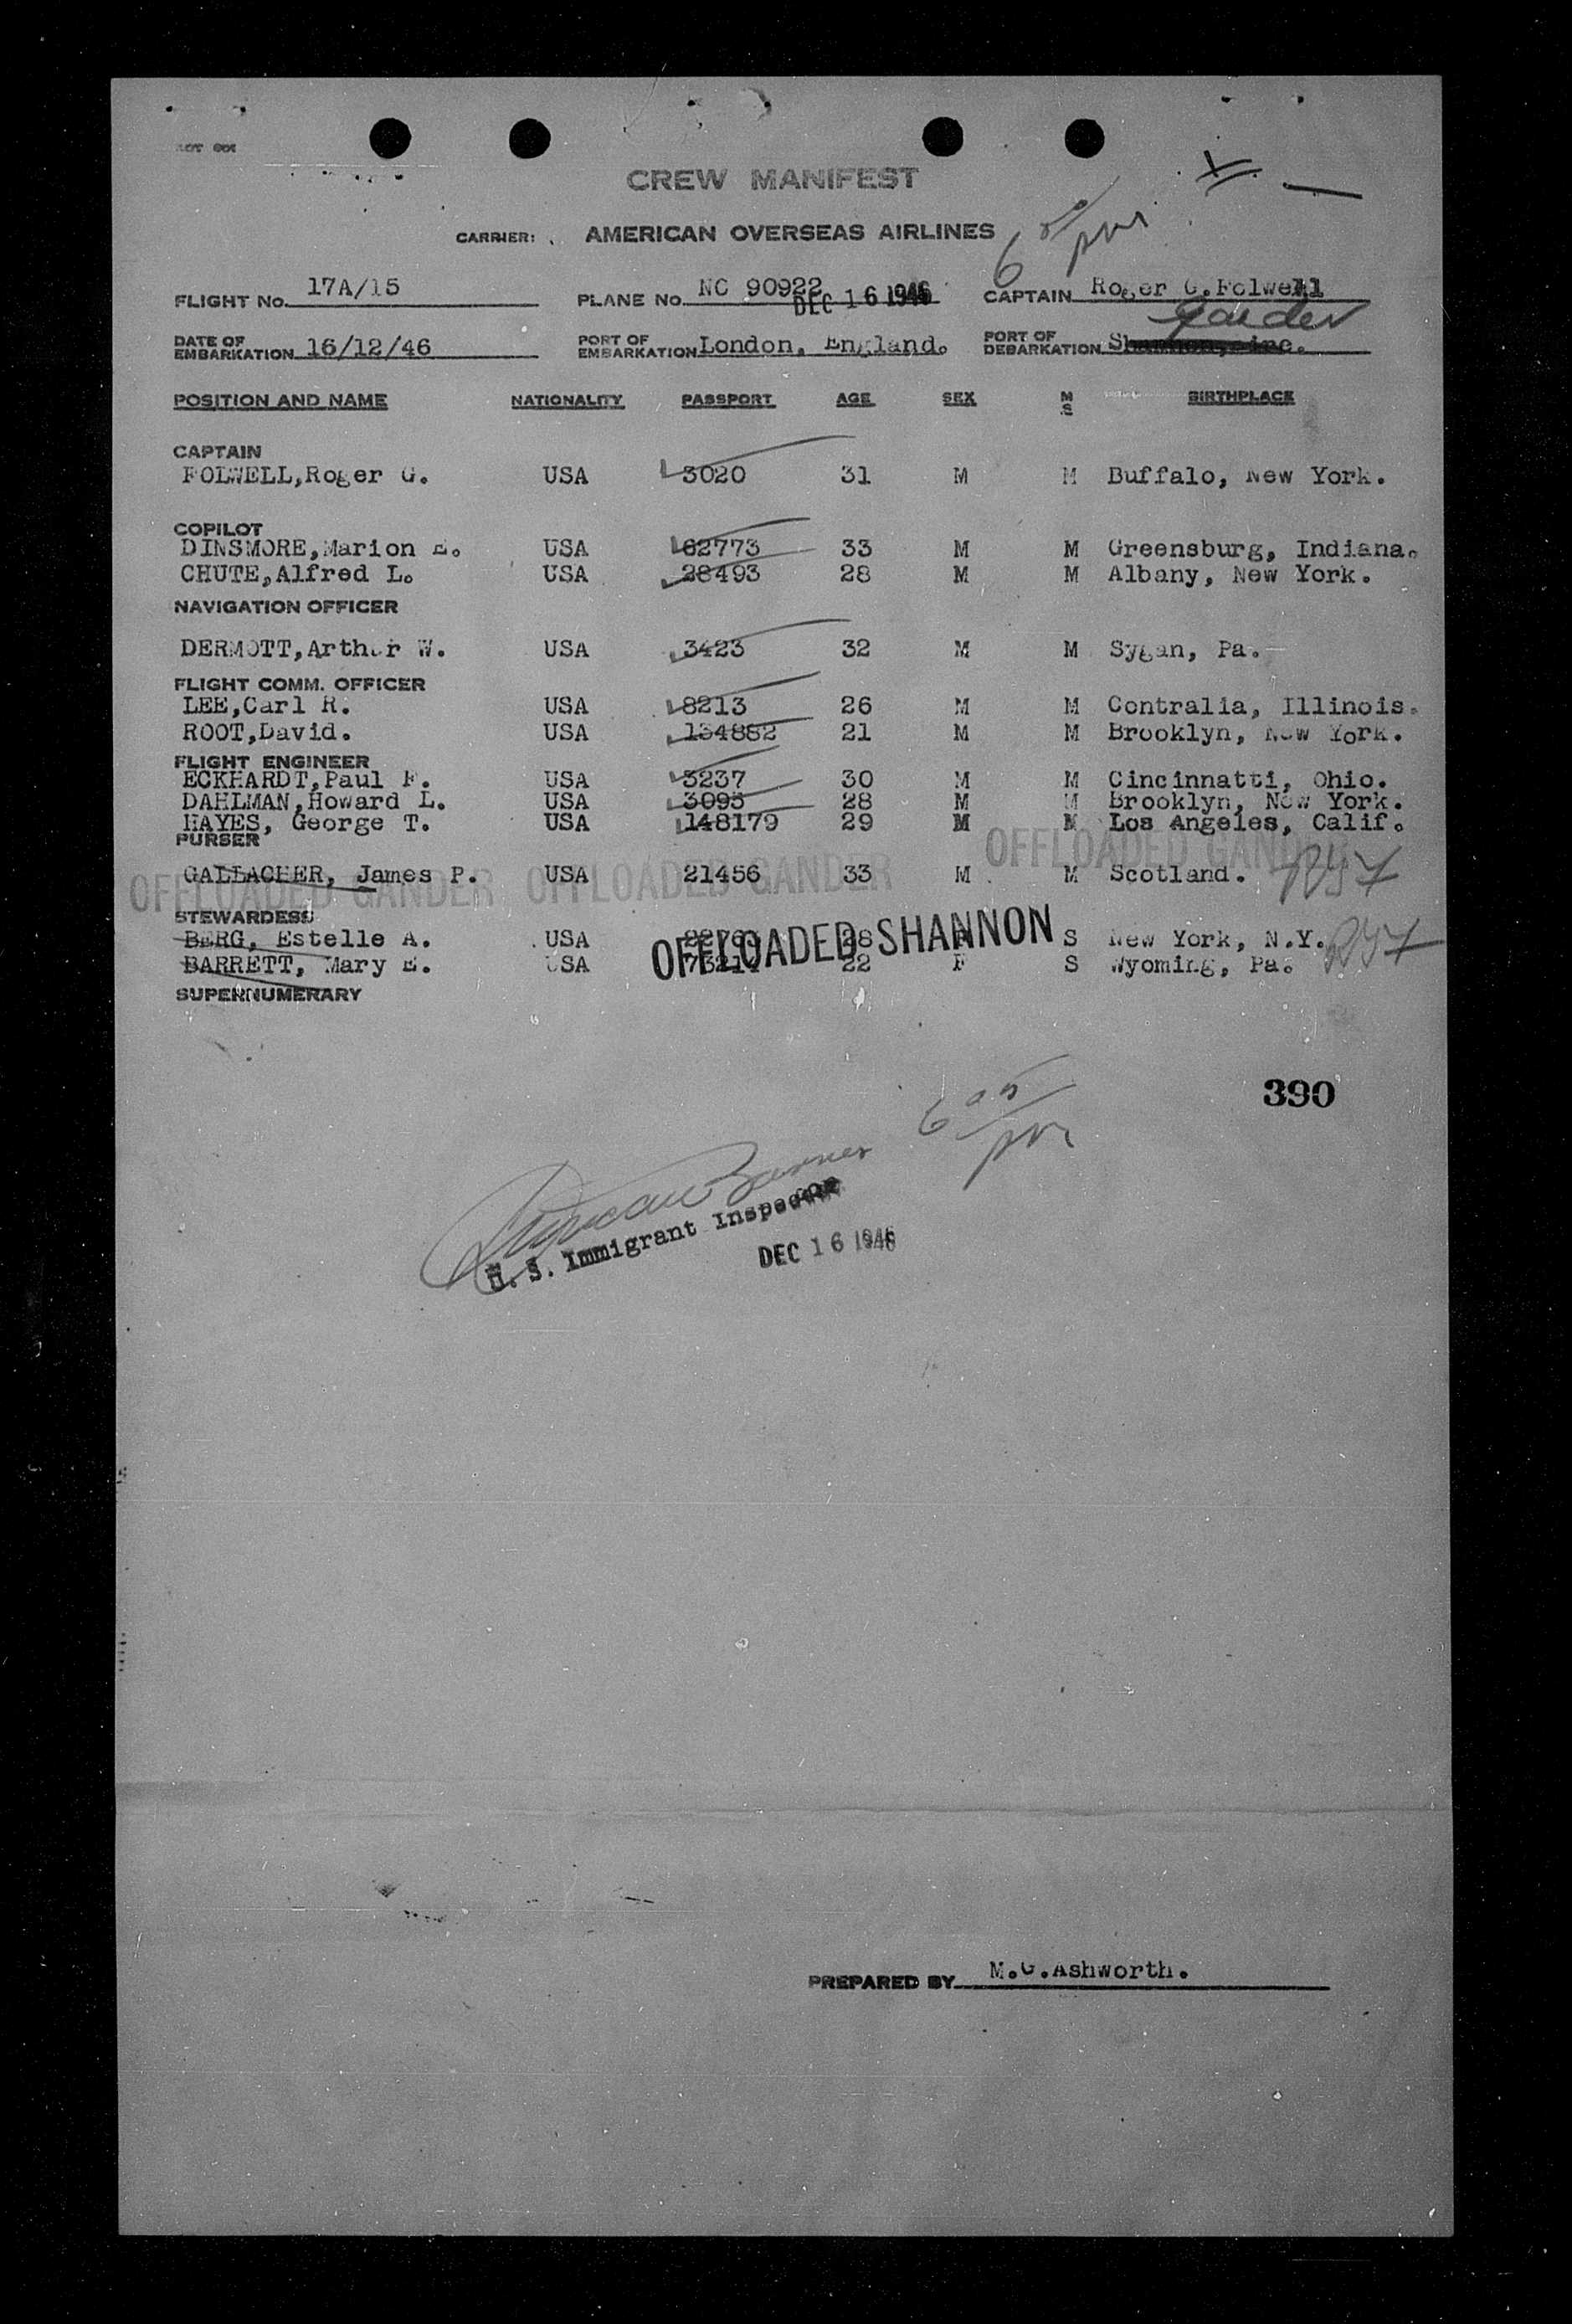 CREW MANIFEST
CARRIER: AMERICAN OVERSEAS AIRLINES
6 pm
FLIGHT No. 17A/15 PLANE No. NC 90922 CAPTAIN Roger G.Folwell
DEC 16 1946
Gander
DATE OF EMBARKATION 16/12/46 PORT OF EMBARKATION London, England. PORT OF DEBARKATION
POSITION AND NAME NATIONALITY PASSPORT AGE SEX M S BIRTHPLACE
CAPTAIN
FOLWELL,Roger G. USA 3020 31 M M Buffalo, New York.
COPILOT
DINSMORE,Marion E. USA 62773 33 M M Greensburg, Indiana.
CHUTE,Alfred L. USA 28493 28 M M Albany, New York.
NAVIGATION OFFICER
DERMOTT,Arthur W. USA 3423 32 M M Sygan, Pa.
FLIGHT COMM. OFFICER
LEE,Carl R. USA 8213 26 M M Contralia, Illinois.
ROOT,David. USA 134882 21 M M Brooklyn, New York.
FLIGHT ENGINEER
ECKHARDT,Paul F. USA 3237 30 M M Cincinnatti, Ohio.
DAHLMAN,Howard L. USA 3095 28 M M Brooklyn, New York.
HAYES, George T. USA 148179 29 M M Los Angeles, Calif.
PURSER
OFFLOADED GANDER
GALLACHER, James P. USA 21456 33 M M Scotland.
OFFLOADED GANDER OFFLOADED GANDER
STEWARDESS
BERG, Estelle A. USA 28 S New York, N.Y.
OFFLOADED SHANNON
BARRETT, Mary E. USA 22 F S Wyoming, Pa.
SUPERNUMERARY
390
6 05 pm
Duncan
U. S. Immigrant Inspector
DEC 16 1946
PREPARED BY M.G.Ashworth.